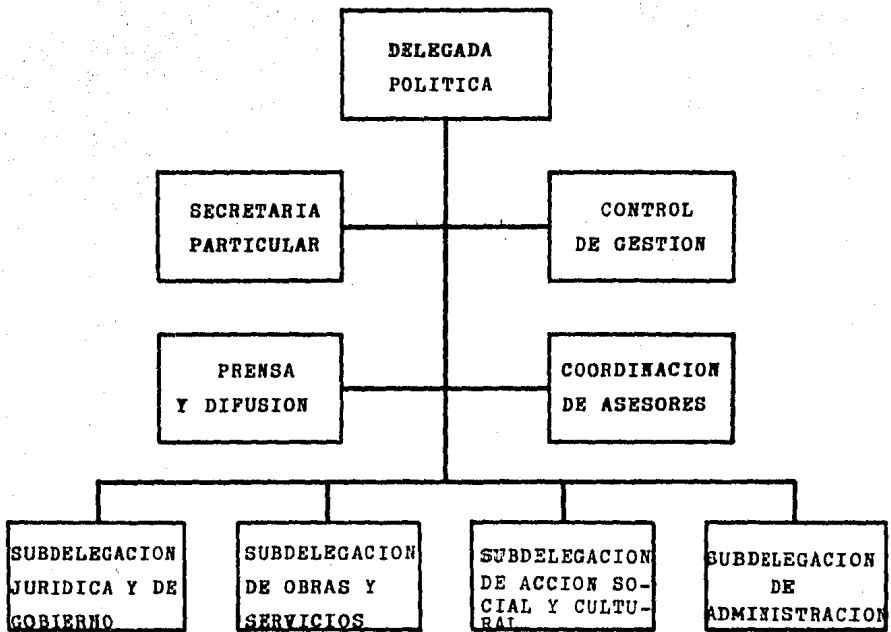 DELEGADA
POLITICA
SECRETARIA
PARTICULAR
CONTROL
DE GESTION
PRENSA
Y DIFUSION
COORDINACION
DE ASESORES
SUBDELEGACION
JURIDICA Y DE
GOBIERNO
SUBDELEGACION
DE OBRAS Y
SERVICIOS
SUBDELEGACION
DE ACCION SO-
CIAL Y CULTU-
RAL
SUBDELEGACION
DE
ADMINISTRACION